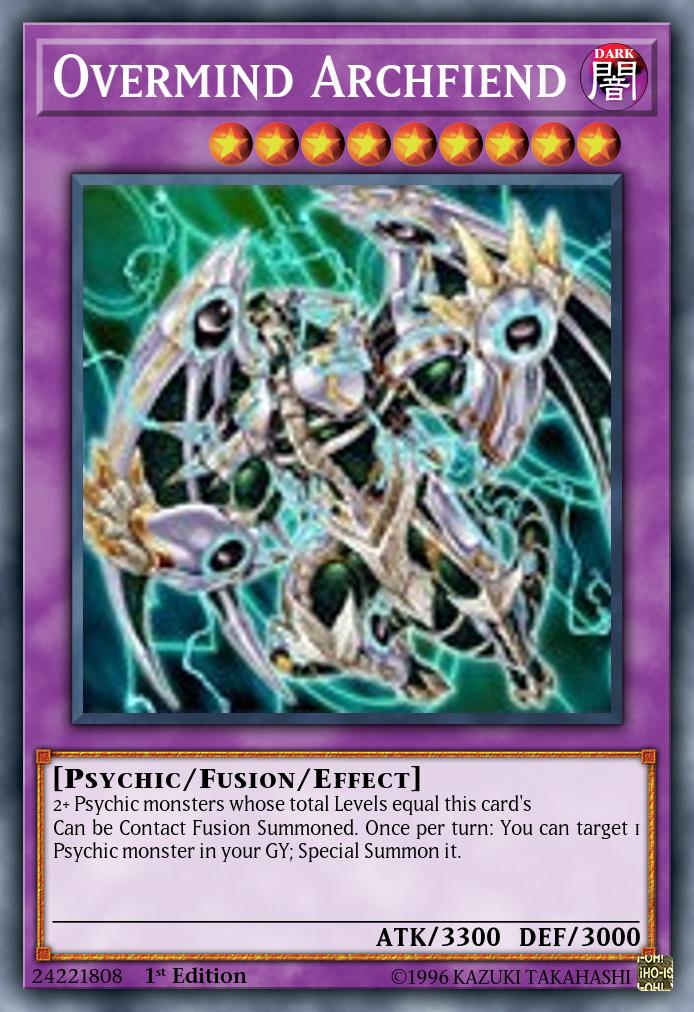 Overmind Archfiend
DARK
闇
[Psychic/Fusion/Effect]
2+ Psychic monsters whose total Levels equal this card's
Can be Contact Fusion Summoned. Once per turn: You can target 1
Psychic monster in your GY; Special Summon it.
ATK/3300 DEF/3000
24221808 1st Edition ©1996 KAZUKI TAKAHASHI